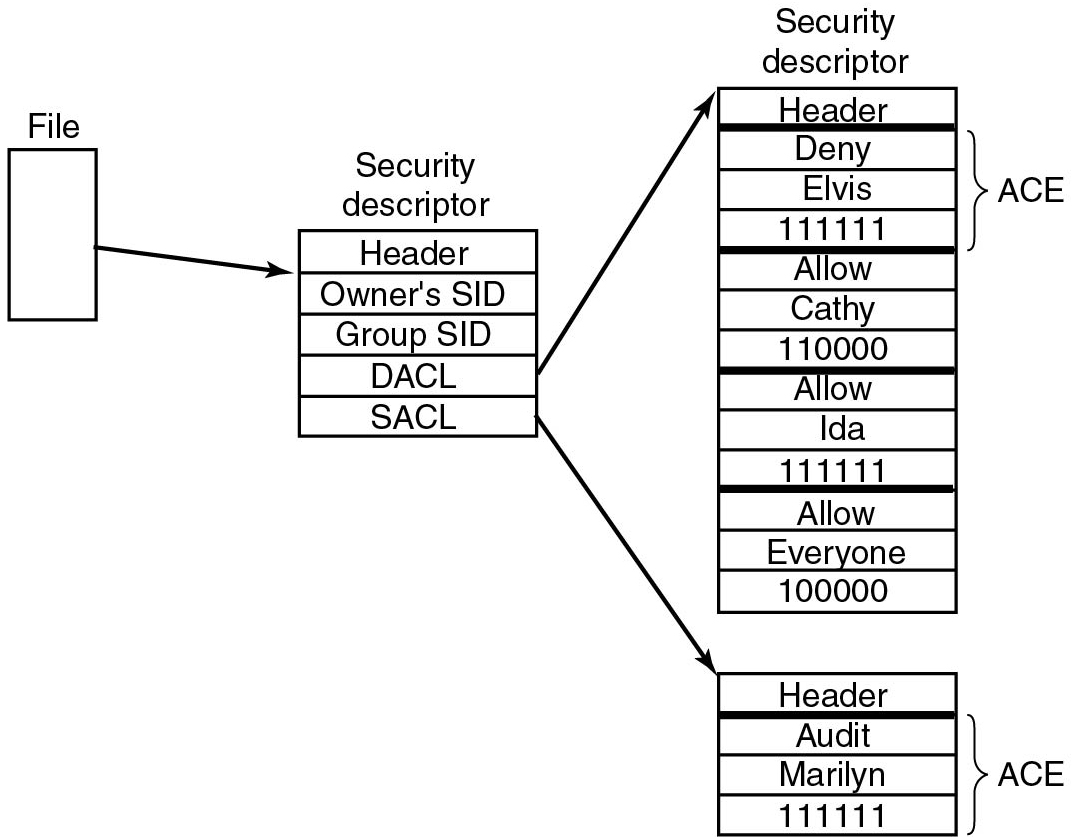 File
Security
descriptor
Header
Owner's SID
Group SID
DACL
SACL
Security
descriptor
Header
Deny
Elvis
111111
ACE
Allow
Cathy
110000
Allow
Ida
111111
Allow
Everyone
100000
Header
Audit
Marilyn
111111
ACE